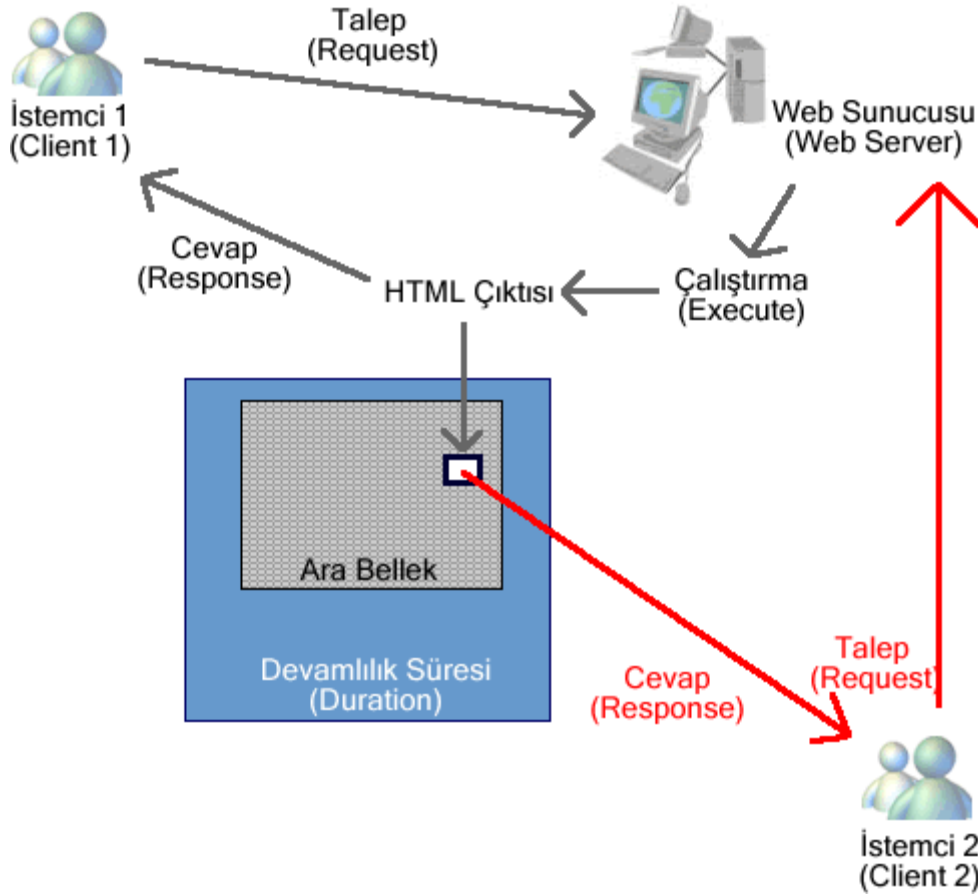 Talep
(Request)
İstemci 1
(Client 1)
Web Sunucusu
(Web Server)
Cevap
(Response)
HTML Çıktısı
Çalıştırma
(Execute)
Ara Bellek
Devamlılık Süresi
(Duration)
Cevap
(Response)
Talep
(Request)
İstemci 2
(Client 2)